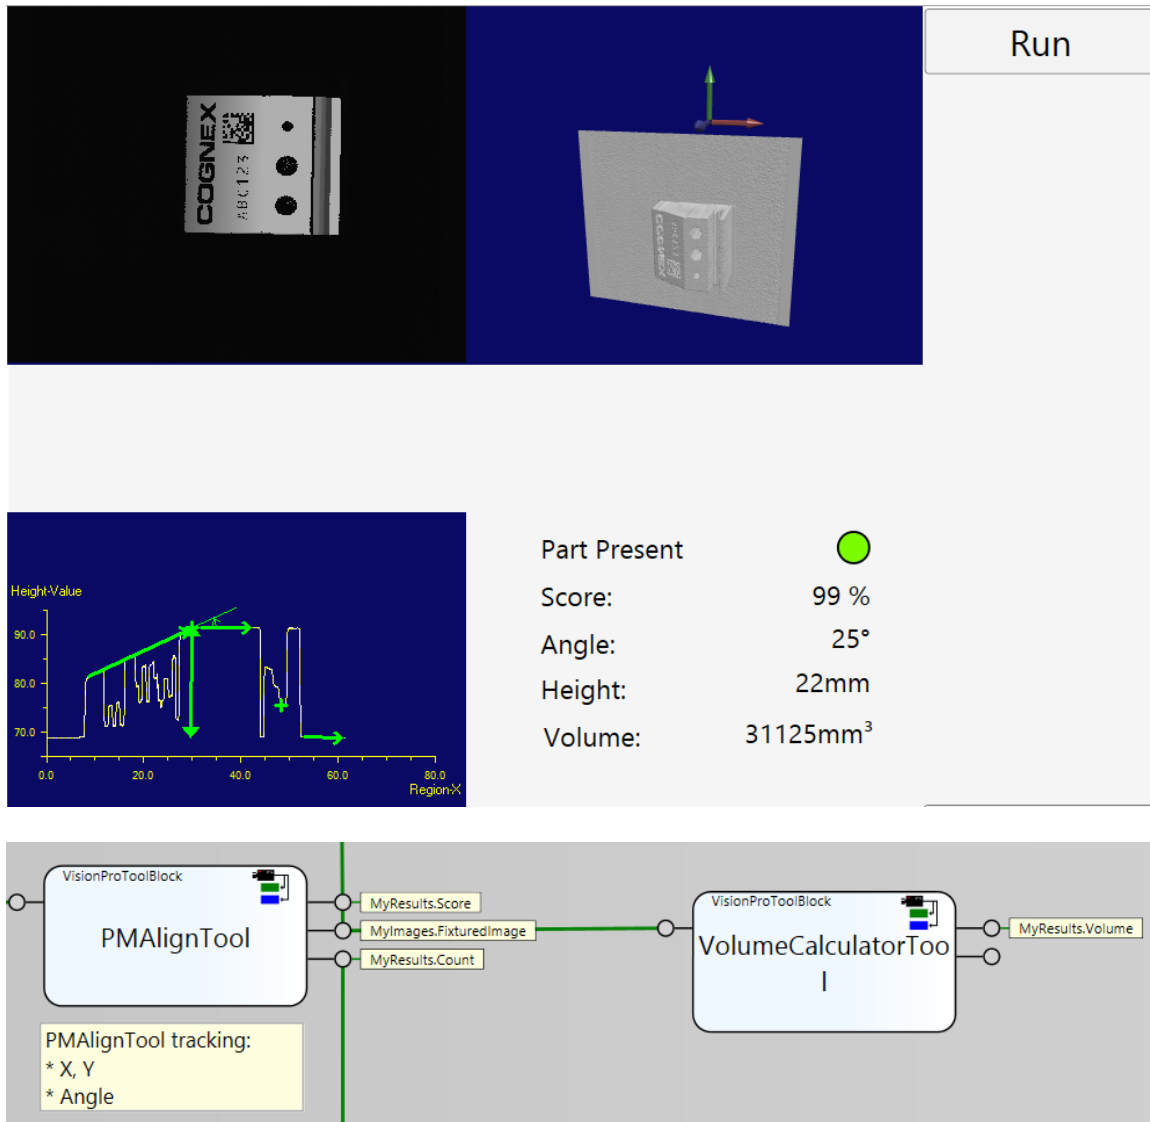 Run
COGNEX
ABC123
COGNEX
Height-Value
90.0
80.0
70.0
0.0 20.0 40.0 60.0 80.0
Region-X
Part Present
Score: 99 %
Angle: 25°
Height: 22mm
Volume: 31125mm³
VisionProToolBlock
PMAlignTool
MyResults.Score
MyImages.FixturedImage
MyResults.Count
PMAlignTool tracking:
* X, Y
* Angle
VisionProToolBlock
VolumeCalculatorToo
l
MyResults.Volume